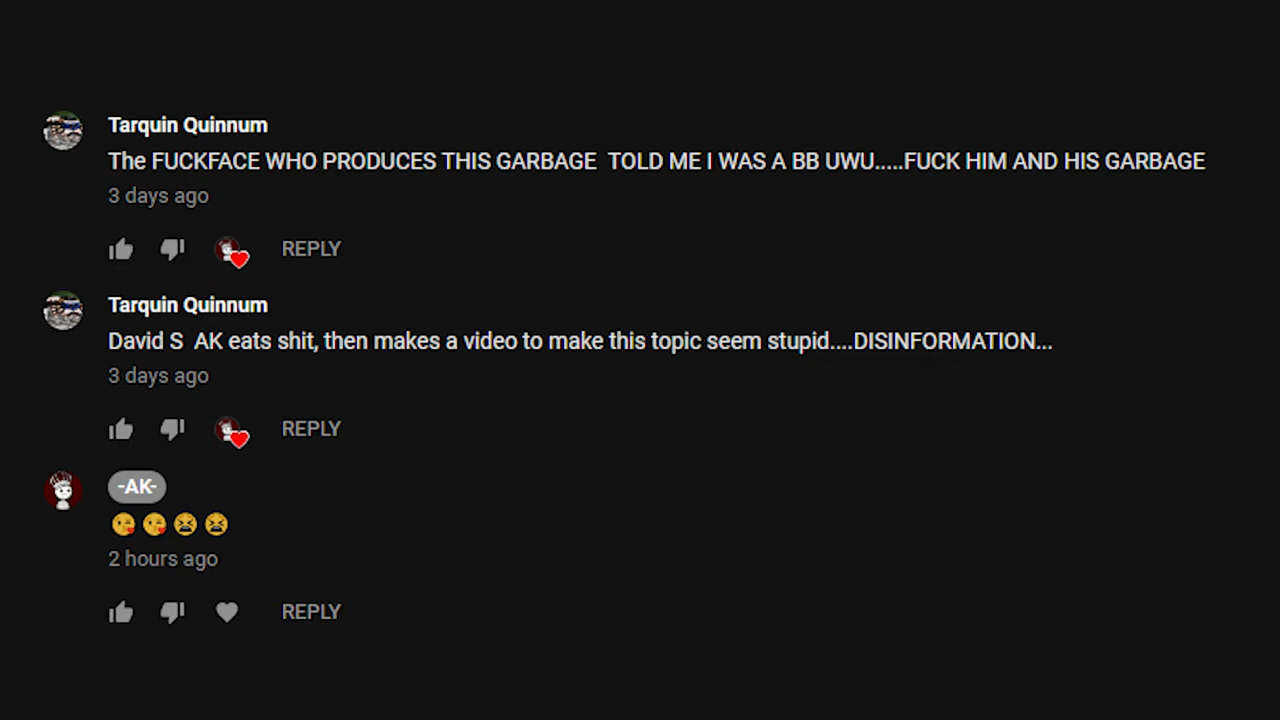 Tarquin Quinnum
The FUCKFACE WHO PRODUCES THIS GARBAGE  TOLD ME I WAS A BB UWU.....FUCK HIM AND HIS GARBAGE
3 days ago
REPLY
Tarquin Quinnum
David S  AK eats shit, then makes a video to make this topic seem stupid....DISINFORMATION...
3 days ago
REPLY
-AK-
😘😘😫😫
2 hours ago
REPLY